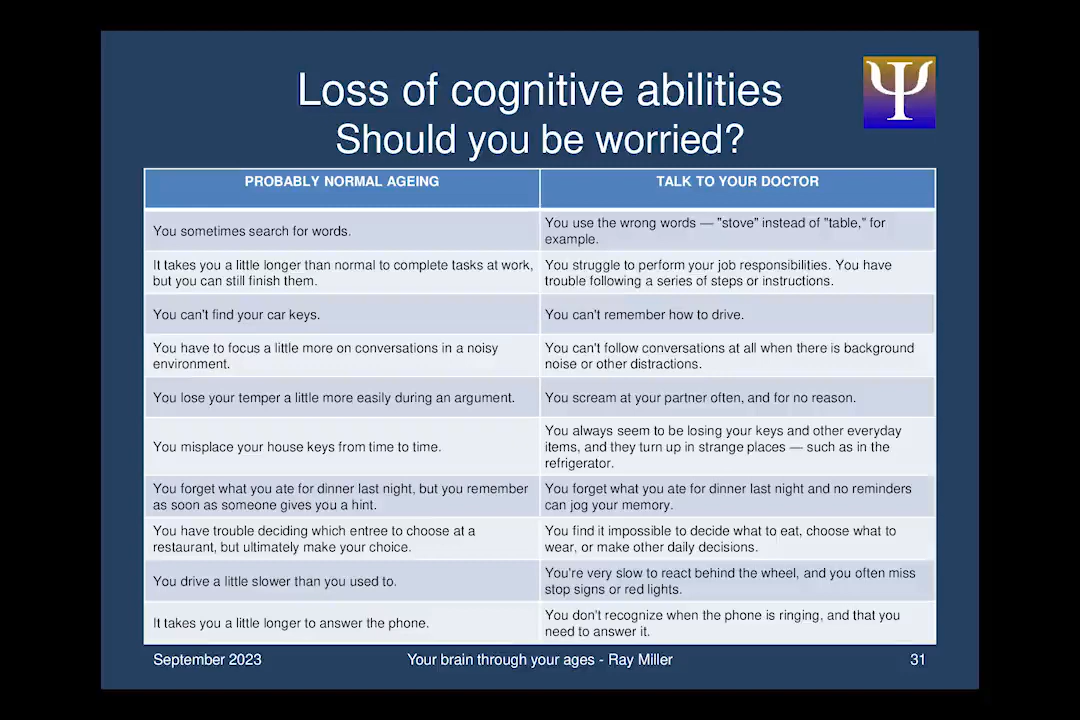 Loss of cognitive abilities
Should you be worried?
PROBABLY NORMAL AGEING
TALK TO YOUR DOCTOR
You sometimes search for words.
You use the wrong words — "stove" instead of "table," for
example.
It takes you a little longer than normal to complete tasks at work,
but you can still finish them.
You struggle to perform your job responsibilities. You have
trouble following a series of steps or instructions.
You can't find your car keys.
You can't remember how to drive.
You have to focus a little more on conversations in a noisy
environment.
You can't follow conversations at all when there is background
noise or other distractions.
You lose your temper a little more easily during an argument.
You scream at your partner often, and for no reason.
You misplace your house keys from time to time.
You always seem to be losing your keys and other everyday
items, and they turn up in strange places — such as in the
refrigerator.
You forget what you ate for dinner last night, but you remember
as soon as someone gives you a hint.
You forget what you ate for dinner last night and no reminders
can jog your memory.
You have trouble deciding which entree to choose at a
restaurant, but ultimately make your choice.
You find it impossible to decide what to eat, choose what to
wear, or make other daily decisions.
You drive a little slower than you used to.
You're very slow to react behind the wheel, and you often miss
stop signs or red lights.
It takes you a little longer to answer the phone.
You don't recognize when the phone is ringing, and that you
need to answer it.
September 2023
Your brain through your ages - Ray Miller
31